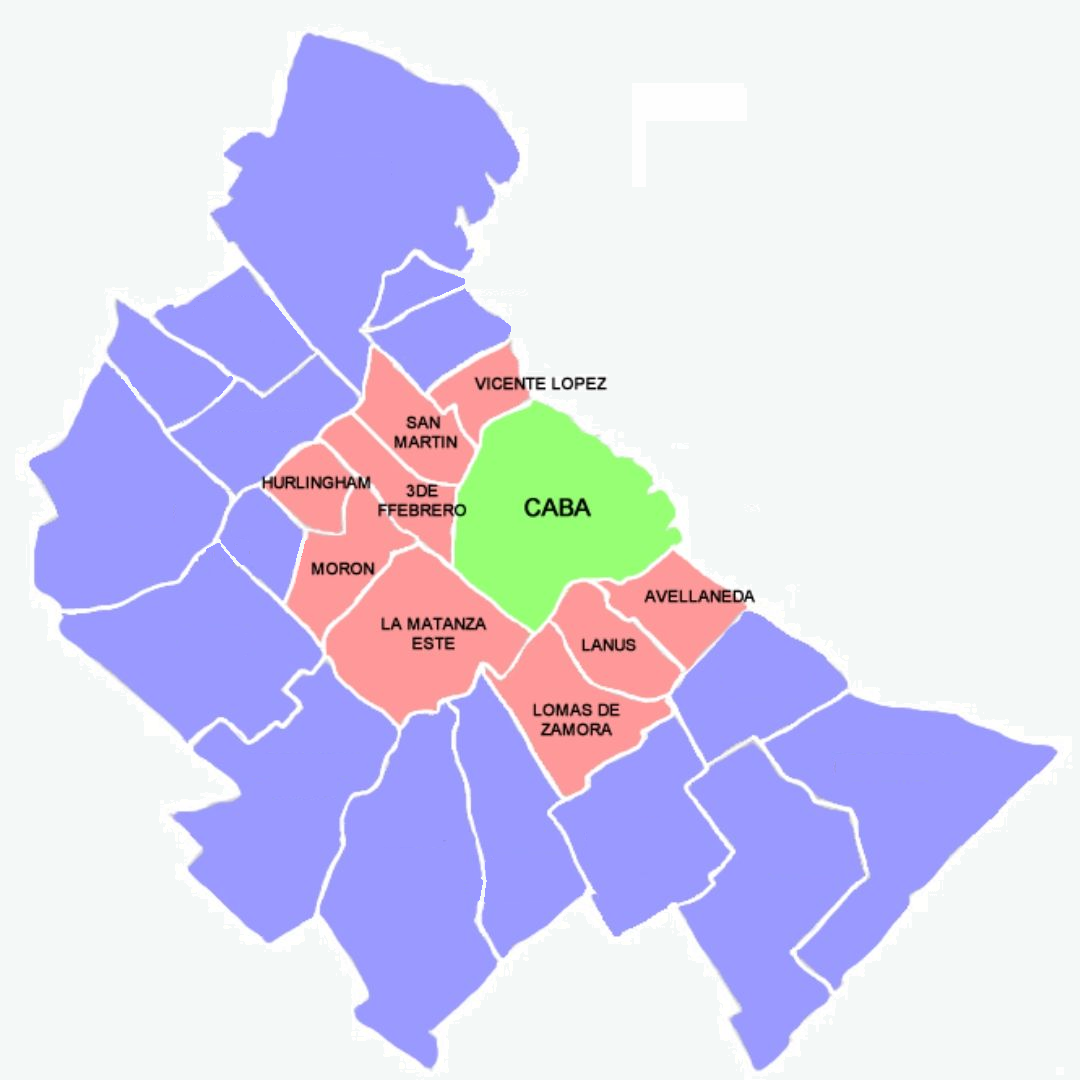 VICENTE LOPEZ
SAN
MARTIN
HURLINGHAM
3DE
FFEBRERO
CABA
MORON
AVELLANEDA
LA MATANZA
ESTE
LANUS
LOMAS DE
ZAMORA